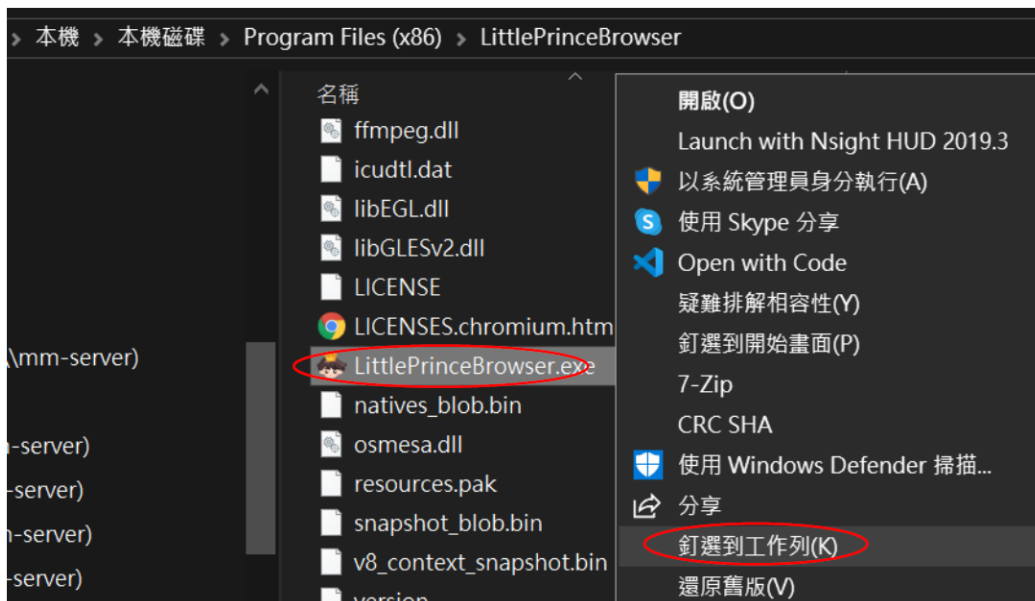 › 本機 › 本機磁碟 › Program Files (x86) › LittlePrinceBrowser
\mm-server)
-server)
-server)
-server)
-server)
名稱
ffmpeg.dll
icudtl.dat
libEGL.dll
libGLESv2.dll
LICENSE
LICENSES.chromium.htm
LittlePrinceBrowser.exe
natives_blob.bin
osmesa.dll
resources.pak
snapshot_blob.bin
v8_context_snapshot.bin
version
開啟(O)
Launch with Nsight HUD 2019.3
以系統管理員身分執行(A)
使用 Skype 分享
Open with Code
疑難排解相容性(Y)
釘選到開始畫面(P)
7-Zip
CRC SHA
使用 Windows Defender 掃描...
分享
釘選到工作列(K)
還原舊版(V)